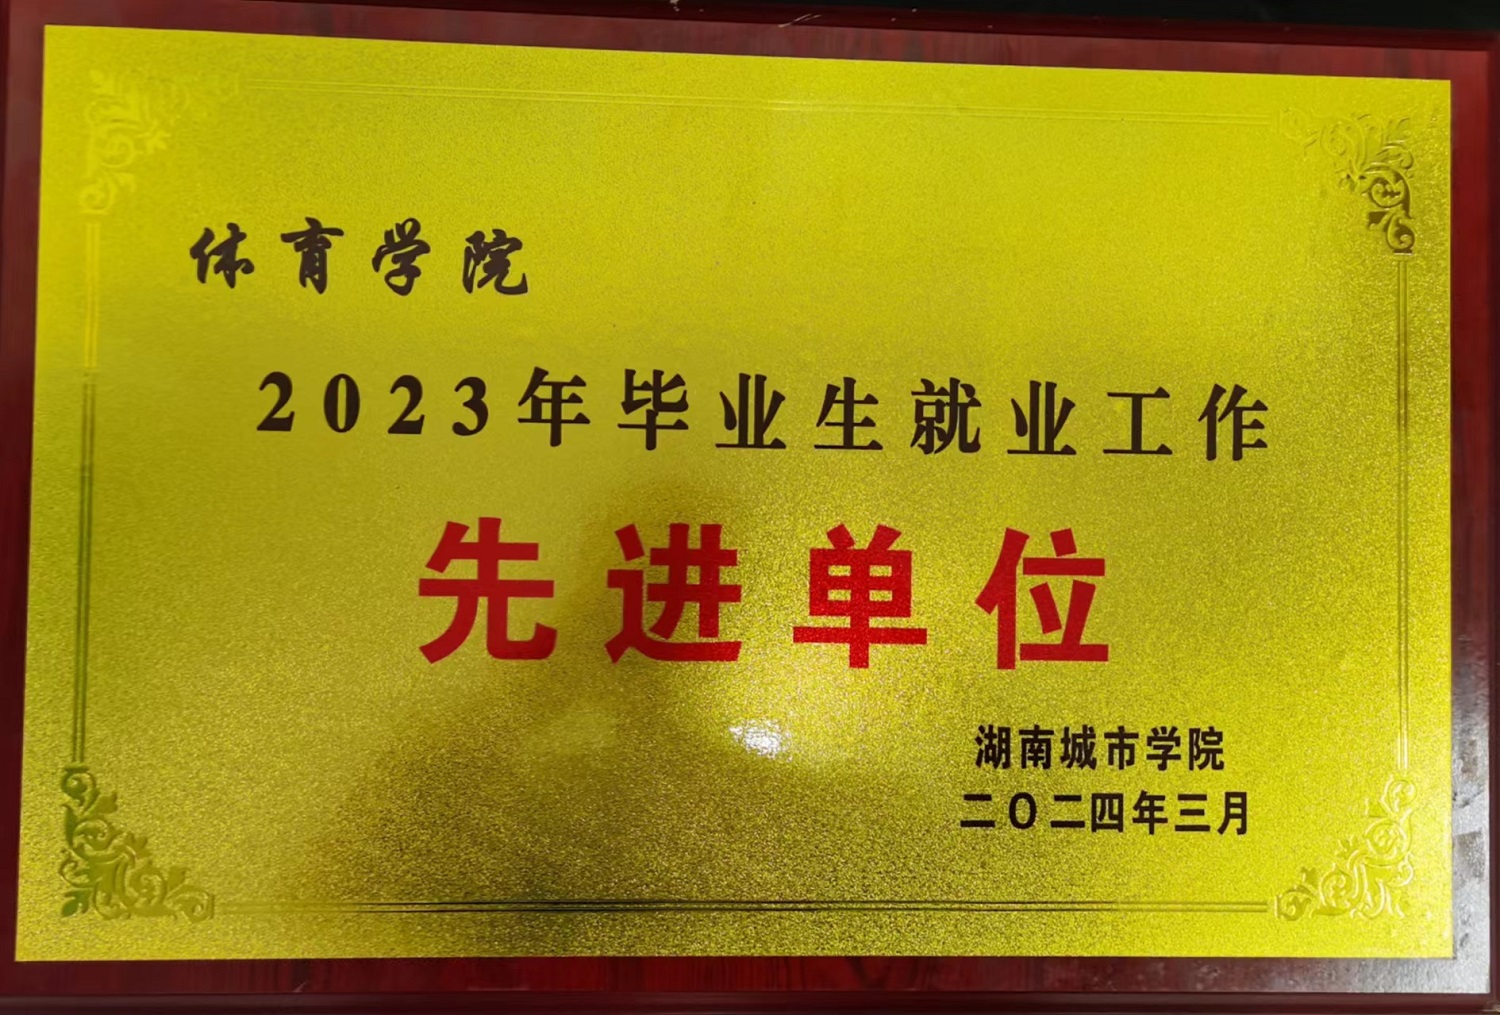 体育学院
2023年毕业生就业工作
先进单位
湖南城市学院
二〇二四年三月